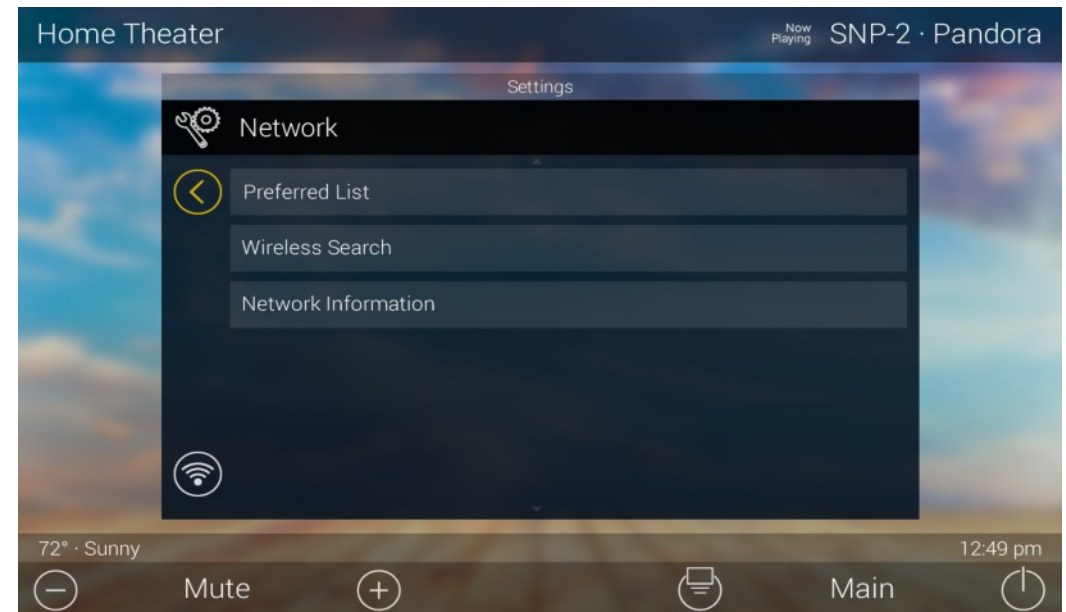 Home Theater
Now Playing SNP-2 · Pandora
Settings
Network
Preferred List
Wireless Search
Network Information
72° · Sunny
12:49 pm
Mute
Main